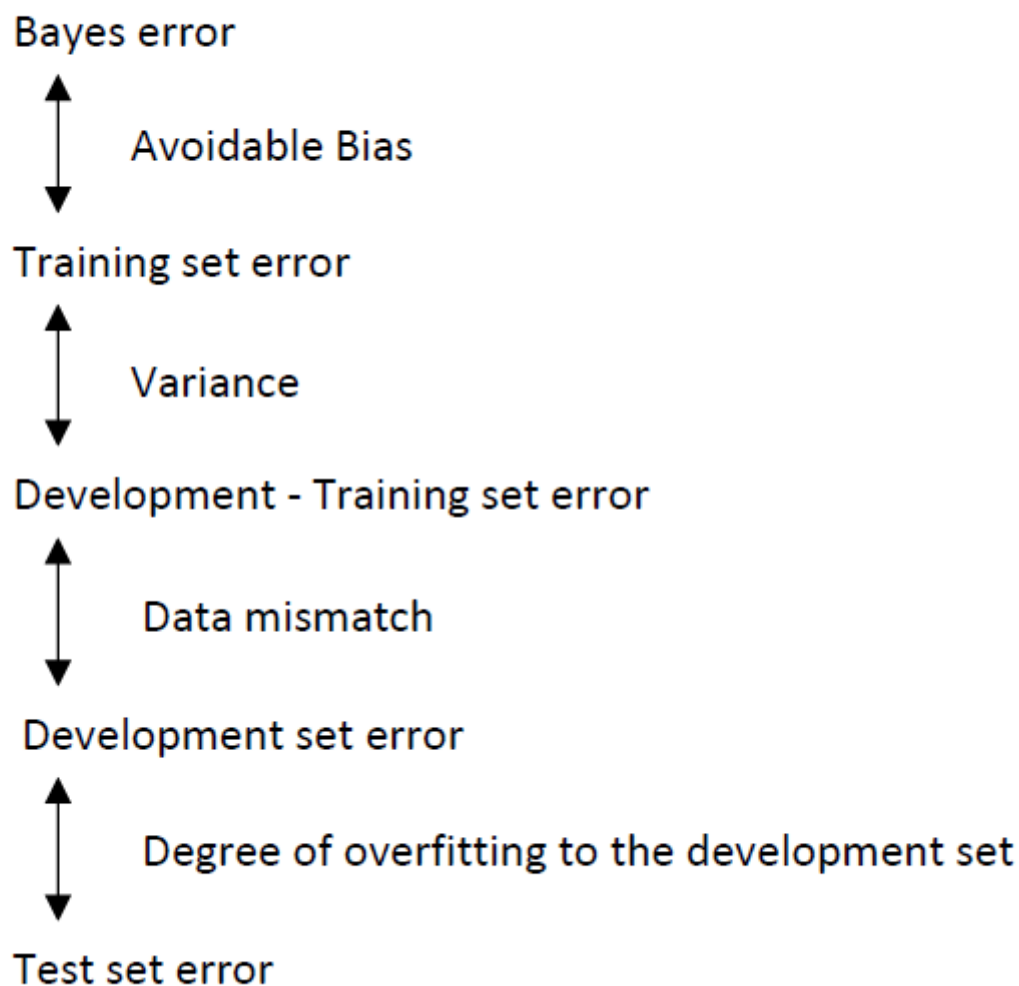 Bayes error
Avoidable Bias
Training set error
Variance
Development - Training set error
Data mismatch
Development set error
Degree of overfitting to the development set
Test set error